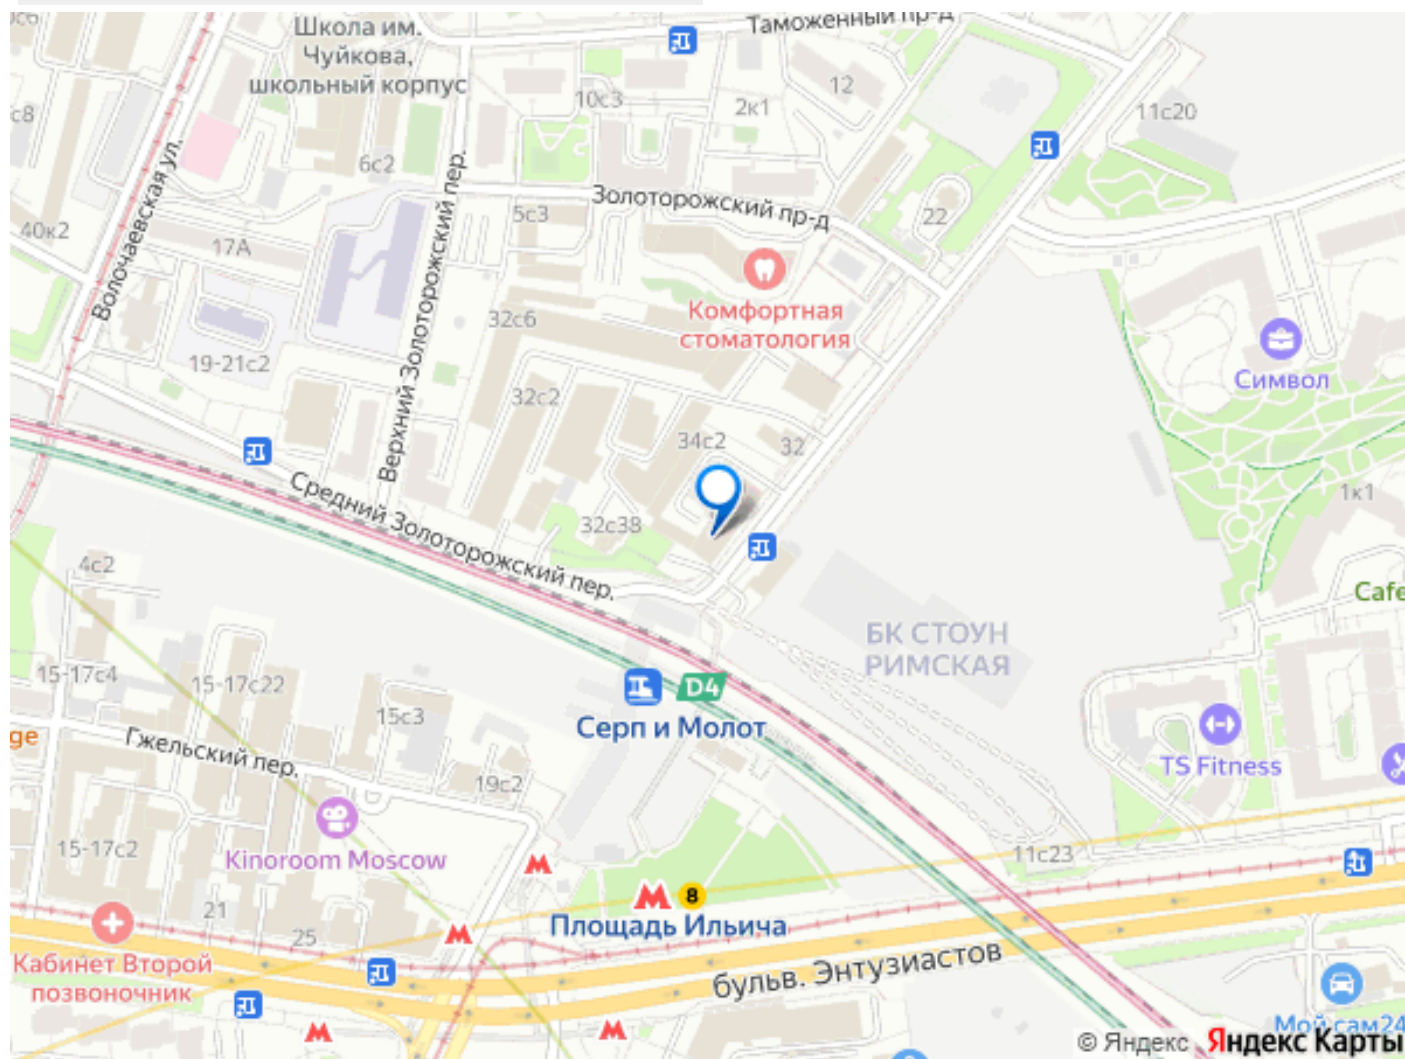 Таможенный пр-д
Школа им.
Чуйкова,
школьный корпус
12
10с3
2к1
11с20
с8
6с2
Волочаевская ул.
Верхний Золоторожский пер.
Золоторожский пр-д
5с3
22
40к2
17А
Комфортная
стоматология
32с6
19-21с2
32с2
Символ
34с2
32
1к1
Средний Золоторожский пер.
32с38
4с2
Cafe
БК СТОУН
РИМСКАЯ
15-17с4
15-17с22
D4
15с3
Серп и Молот
ge
Гжельский пер.
TS Fitness
19с2
Kinoroom Moscow
15-17с2
11с23
8
Площадь Ильича
21
25
бульв. Энтузиастов
Кабинет Второй
позвоночник
Мой сам24
© Яндекс Яндекс Карты